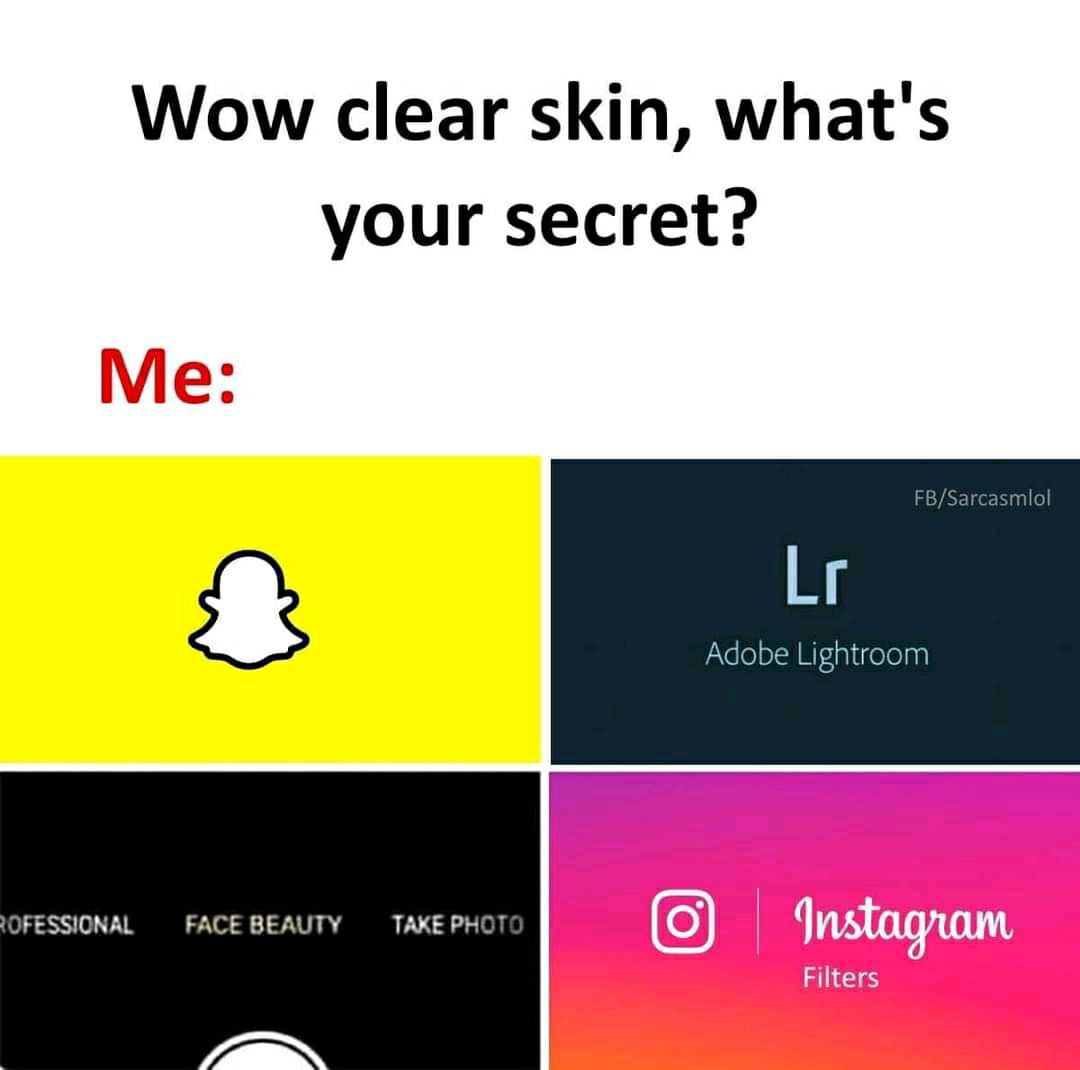 Wow clear skin, what's
your secret?
Me:
FB/Sarcasmlol
Lr
Adobe Lightroom
ROFESSIONAL FACE BEAUTY TAKE PHOTO
Instagram
Filters